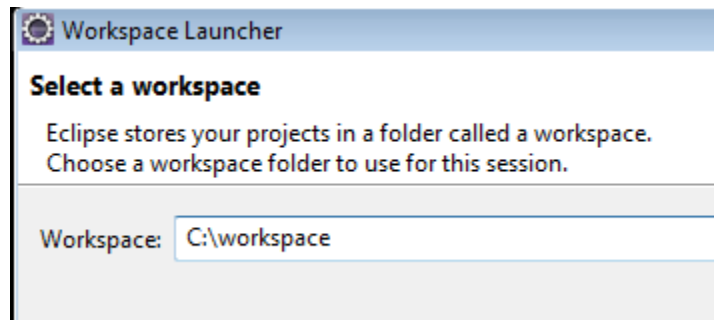 Workspace Launcher
Select a workspace
Eclipse stores your projects in a folder called a workspace.
Choose a workspace folder to use for this session.
Workspace: C:\workspace